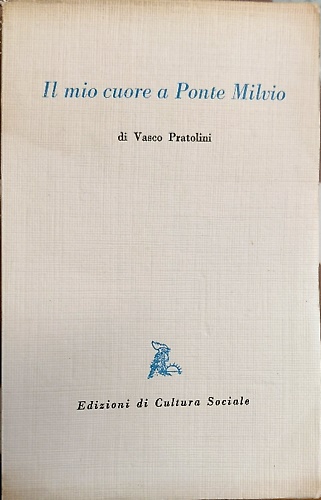 Il mio cuore a Ponte Milvio
di Vasco Pratolini
Edizioni di Cultura Sociale